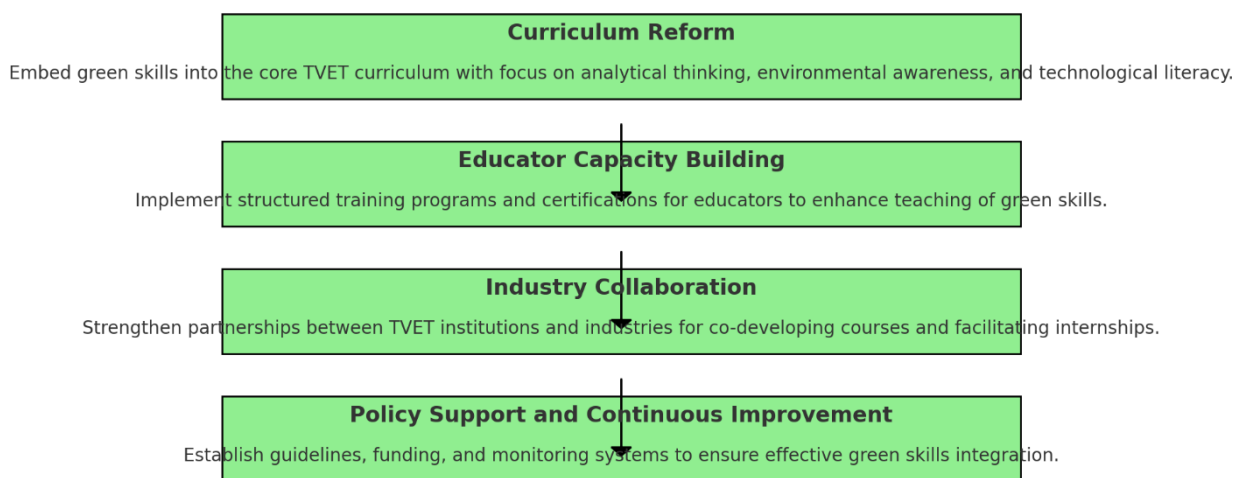 Curriculum Reform
Embed green skills into the core TVET curriculum with focus on analytical thinking, environmental awareness, and technological literacy.
Educator Capacity Building
Implement structured training programs and certifications for educators to enhance teaching of green skills.
Industry Collaboration
Strengthen partnerships between TVET institutions and industries for co-developing courses and facilitating internships.
Policy Support and Continuous Improvement
Establish guidelines, funding, and monitoring systems to ensure effective green skills integration.